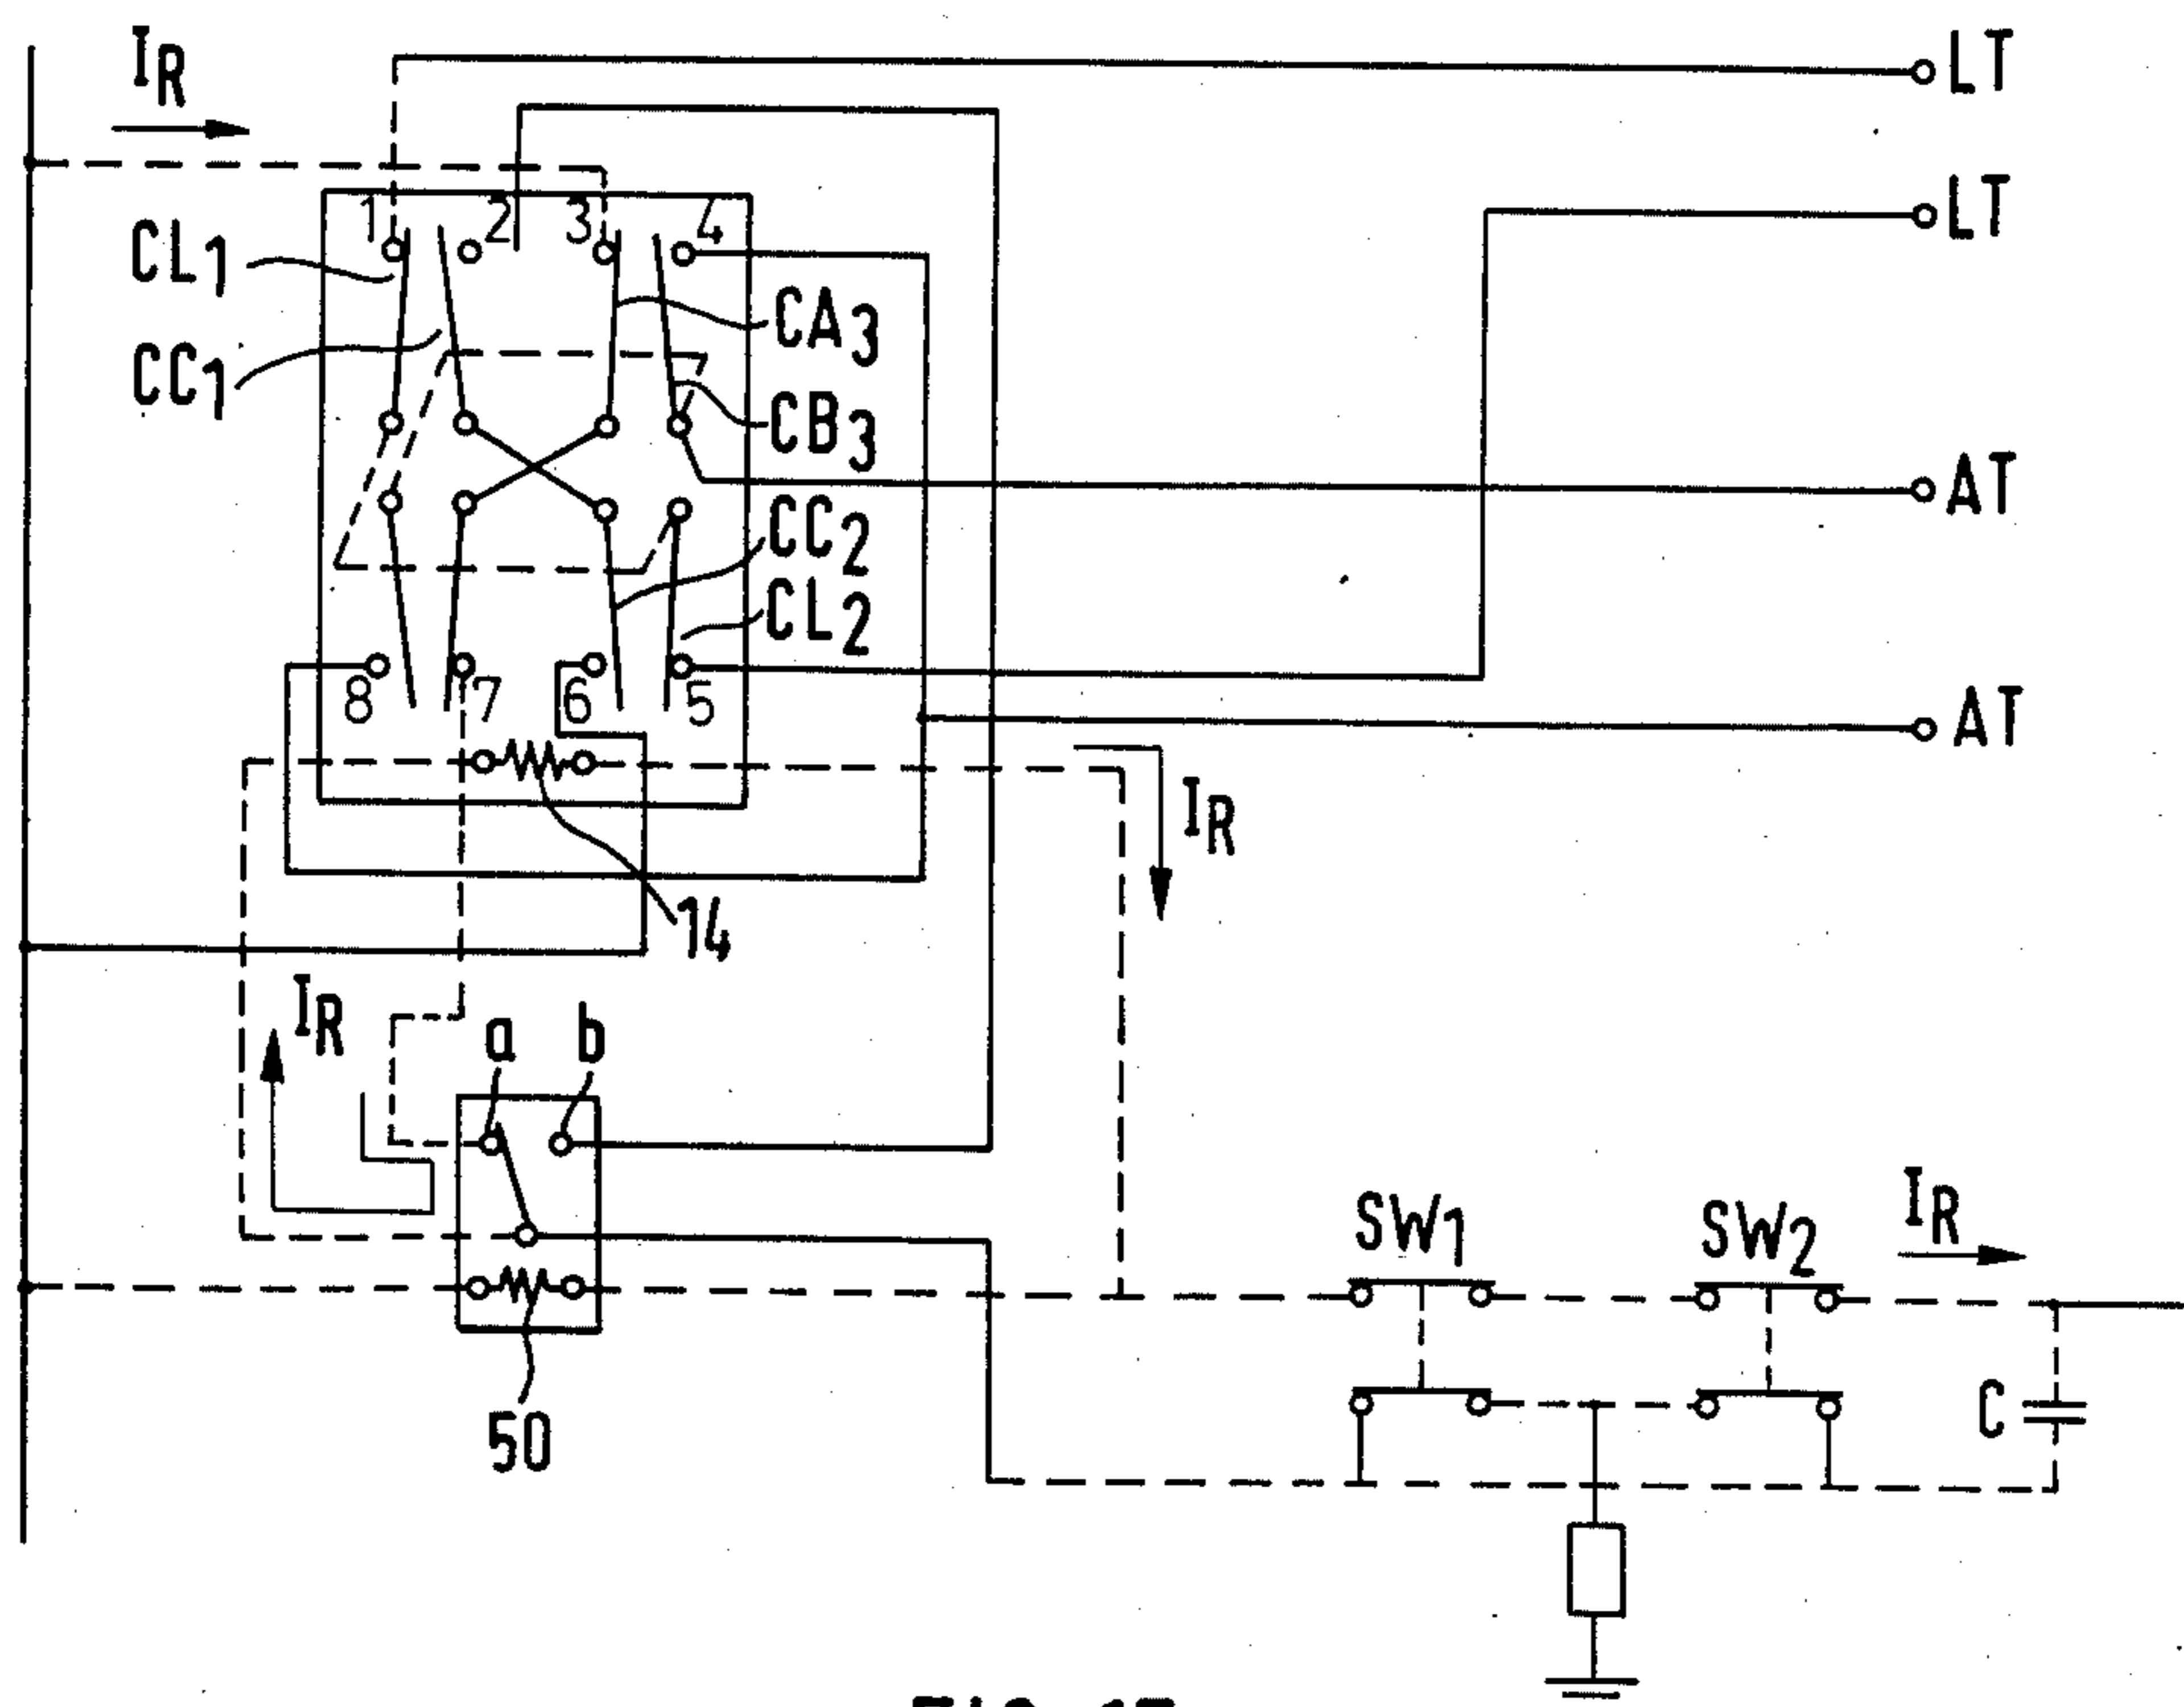 IR
LT
1 2 3 4
LT
CL1
CA3
CC1
CB3
AT
CC2
CL2
8 7 6 5
AT
IR
14
IR
a b
SW1 SW2 IR
C
50